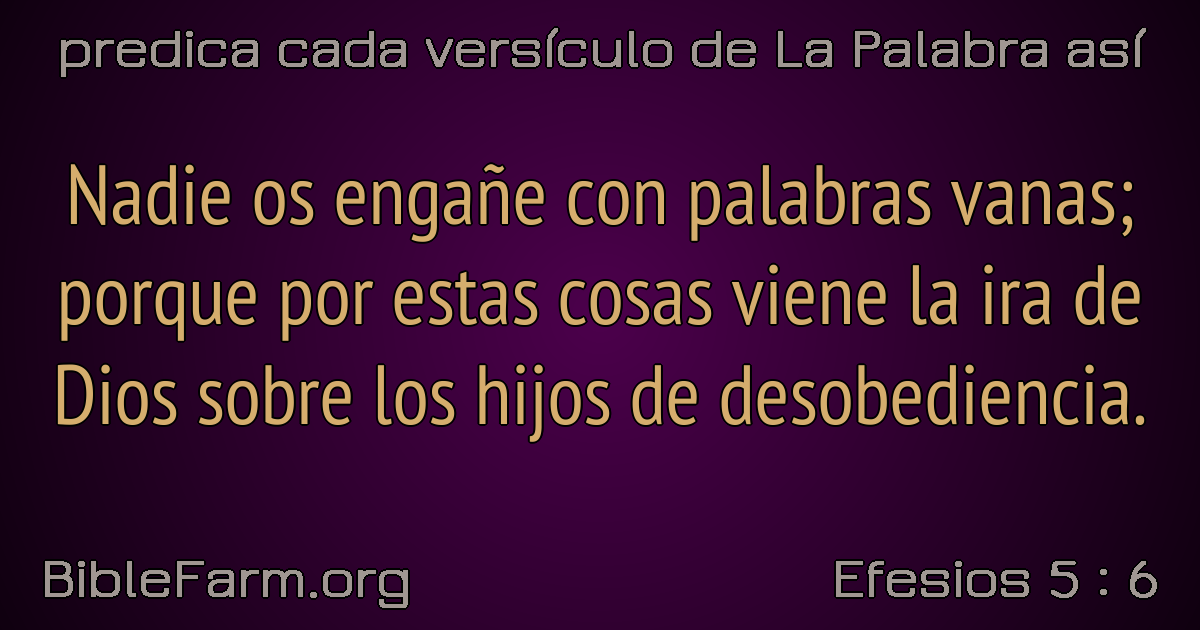 predica cada versículo de La Palabra así
Nadie os engañe con palabras vanas;
porque por estas cosas viene la ira de
Dios sobre los hijos de desobediencia.
BibleFarm.org
Efesios 5 : 6